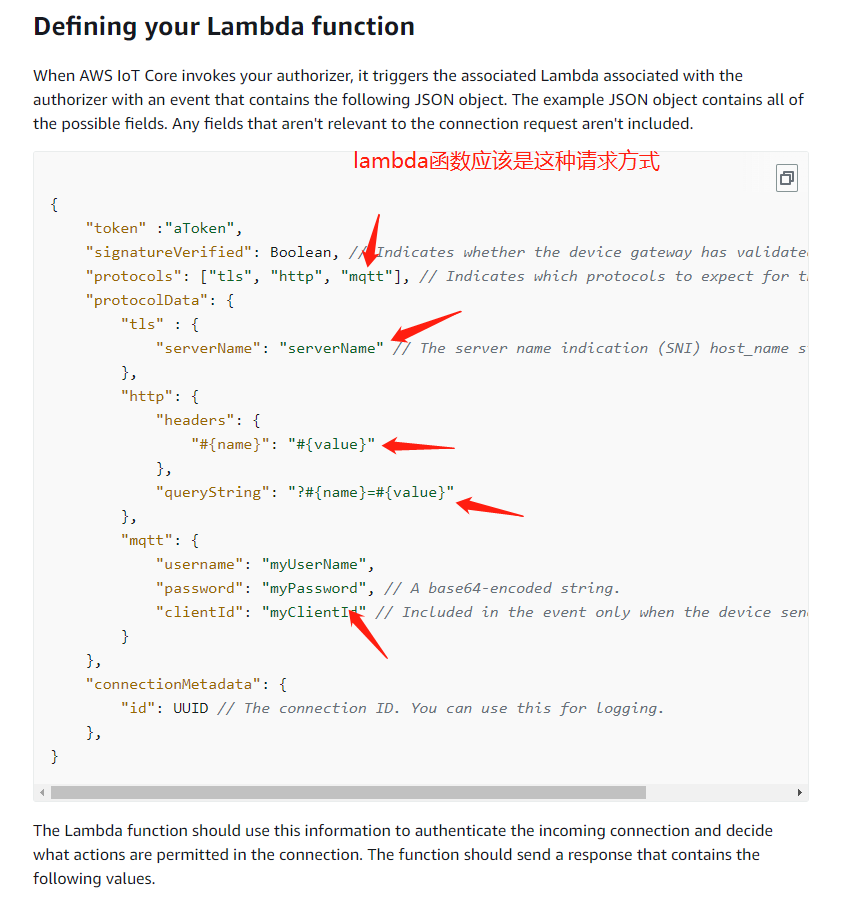 Defining your Lambda function
When AWS IoT Core invokes your authorizer, it triggers the associated Lambda associated with the
authorizer with an event that contains the following JSON object. The example JSON object contains all of
the possible fields. Any fields that aren't relevant to the connection request aren't included.
lambda函数应该是这种请求方式
{
"token" :"aToken",
"signatureVerified": Boolean, // Indicates whether the device gateway has validated
"protocols": ["tls", "http", "mqtt"], // Indicates which protocols to expect for
"protocolData": {
"tls" : {
"serverName": "serverName" // The server name indication (SNI) host_name s
},
"http": {
"headers": {
"#{name}": "#{value}"
},
"queryString": "?#{name}=#{value}"
},
"mqtt": {
"username": "myUserName",
"password": "myPassword", // A base64-encoded string.
"clientId": "myClientId" // Included in the event only when the device sen
}
},
"connectionMetadata": {
"id": UUID // The connection ID. You can use this for logging.
},
}
The Lambda function should use this information to authenticate the incoming connection and decide
what actions are permitted in the connection. The function should send a response that contains the
following values.